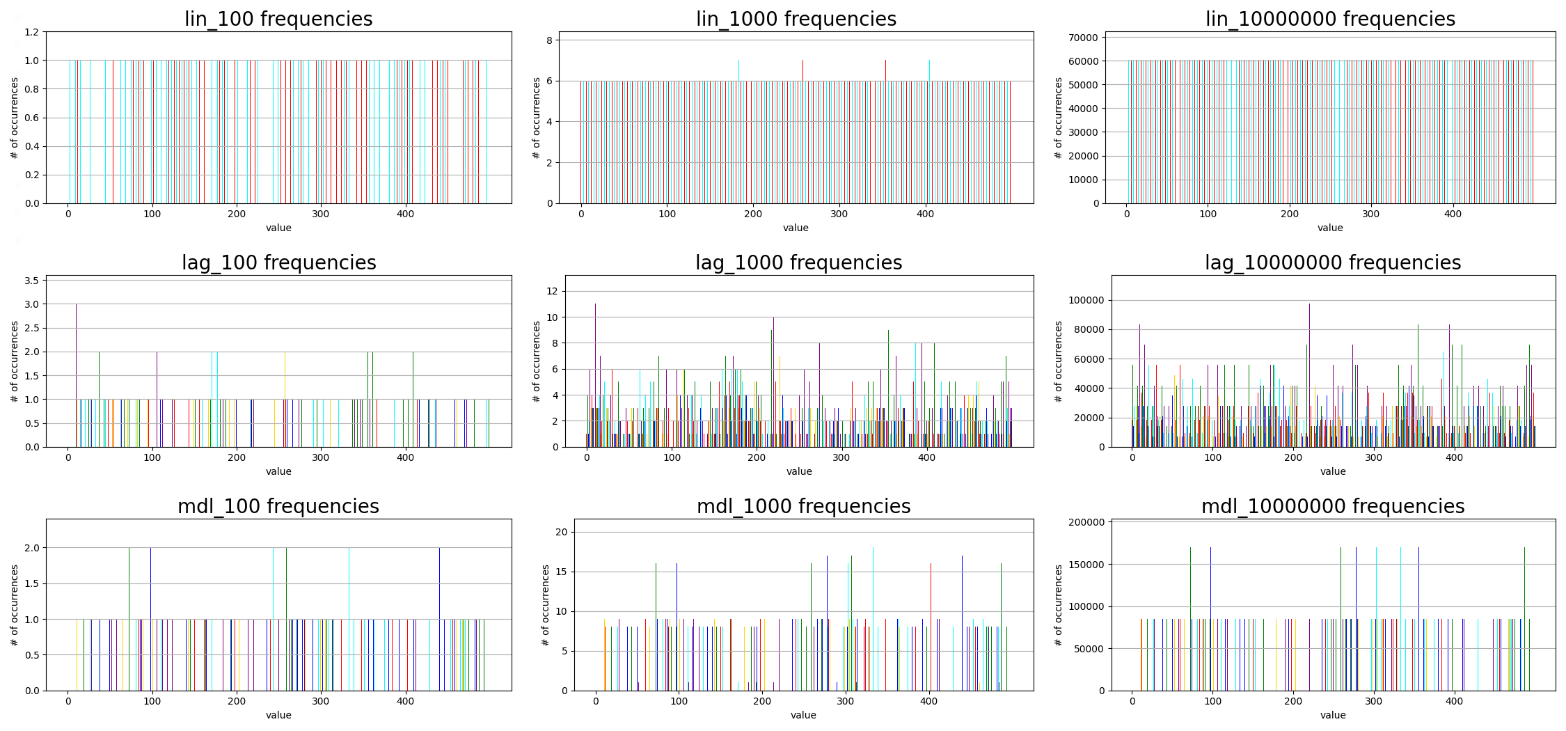 lin_100 frequencies
1.2
1.0
0.8
0.6
0.4
0.2
0.0
# of occurrences
0 100 200 300 400
value
lin_1000 frequencies
8
6
4
2
0
# of occurrences
0 100 200 300 400
value
lin_10000000 frequencies
70000
60000
50000
40000
30000
20000
10000
0
# of occurrences
0 100 200 300 400
value
lag_100 frequencies
3.5
3.0
2.5
2.0
1.5
1.0
0.5
0.0
# of occurrences
0 100 200 300 400
value
lag_1000 frequencies
12
10
8
6
4
2
0
# of occurrences
0 100 200 300 400
value
lag_10000000 frequencies
100000
80000
60000
40000
20000
0
# of occurrences
0 100 200 300 400
value
mdl_100 frequencies
2.0
1.5
1.0
0.5
0.0
# of occurrences
0 100 200 300 400
value
mdl_1000 frequencies
20
15
10
5
0
# of occurrences
0 100 200 300 400
value
mdl_10000000 frequencies
200000
150000
100000
50000
0
# of occurrences
0 100 200 300 400
value